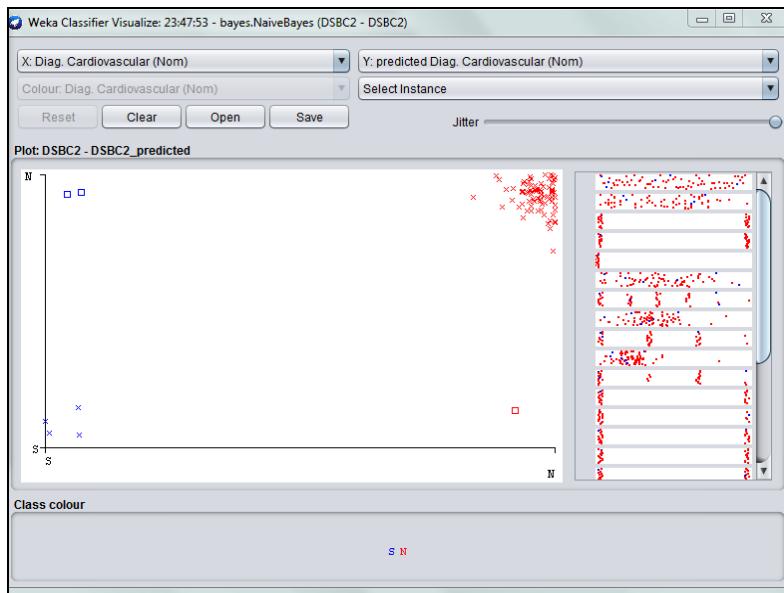 Weka Classifier Visualize: 23:47:53 - bayes.NaiveBayes (DSBC2 - DSBC2)
X: Diag. Cardiovascular (Nom)
Y: predicted Diag. Cardiovascular (Nom)
Colour: Diag. Cardiovascular (Nom)
Select Instance
Reset
Clear
Open
Save
Jitter
Plot: DSBC2 - DSBC2_predicted
N
S
S
N
Class colour
S N